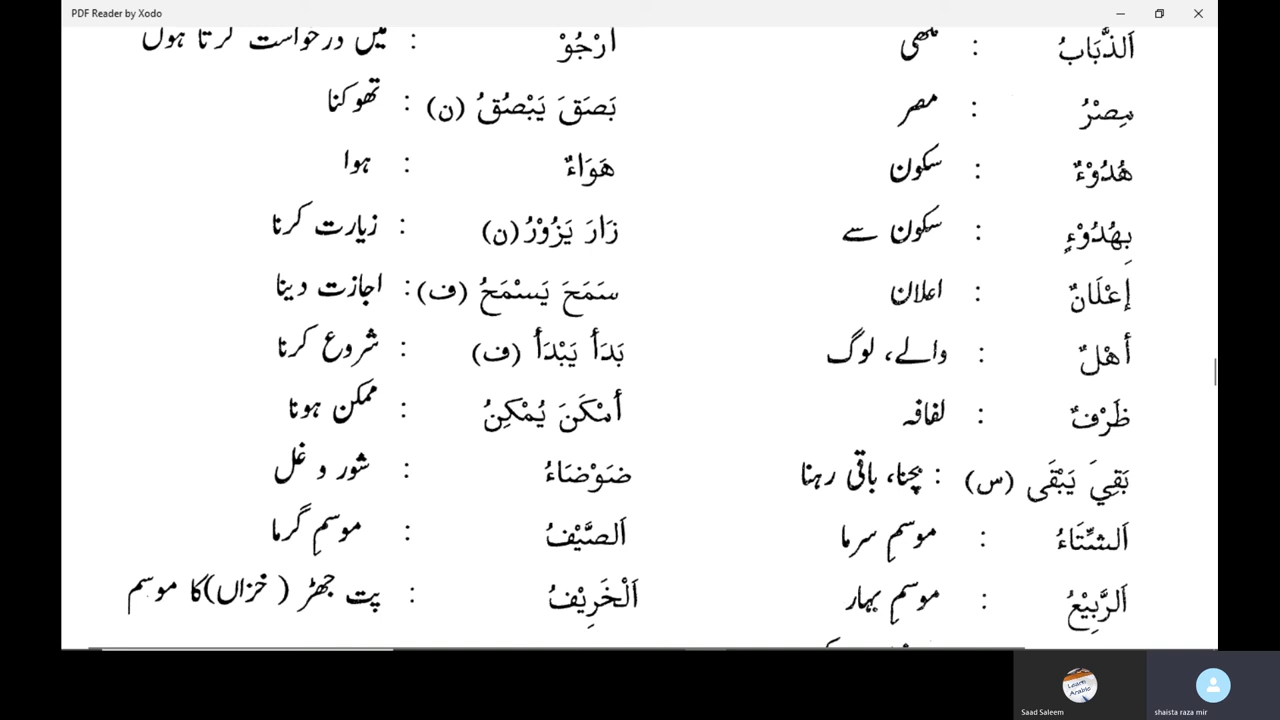 PDF Reader by Xodo
اَلذُّبَابُ : مکھی اَرْجُوْ : میں درخواست کرتا ہوں
مِصْرُ : مصر بَصَقَ يَبْصُقُ (ن) : تھوکنا
هُدُوْءٌ : سکون هَوَاءٌ : ہوا
بِهُدُوْءٍ : سکون سے زَارَ يَزُوْرُ (ن) : زیارت کرنا
إِعْلَانٌ : اعلان سَمَحَ يَسْمَحُ (ف) : اجازت دینا
أَهْلٌ : والے، لوگ بَدَأَ يَبْدَأُ (ف) : شروع کرنا
ظَرْفٌ : لفافہ أَمْكَنَ يُمْكِنُ : ممکن ہونا
بَقِيَ يَبْقَى (س) : بچنا، باقی رہنا ضَوْضَاءُ : شور و غل
اَلشِّتَاءُ : موسمِ سرما اَلصَّيْفُ : موسمِ گرما
اَلرَّبِيْعُ : موسمِ بہار اَلْخَرِيْفُ : پت جھڑ (خزاں) کا موسم
Learn Arabic
Saad Saleem
shaista raza mir